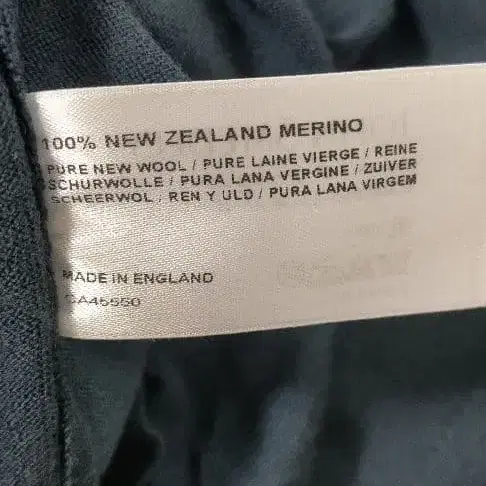 100% NEW ZEALAND MERINO
PURE NEW WOOL / PURE LAINE VIERGE / REINE
SCHURWOLLE / PURA LANA VERGINE / ZUIVER
SCHEERWOL / REN Y ULD / PURA LANA VIRGEM
MADE IN ENGLAND
CA45550